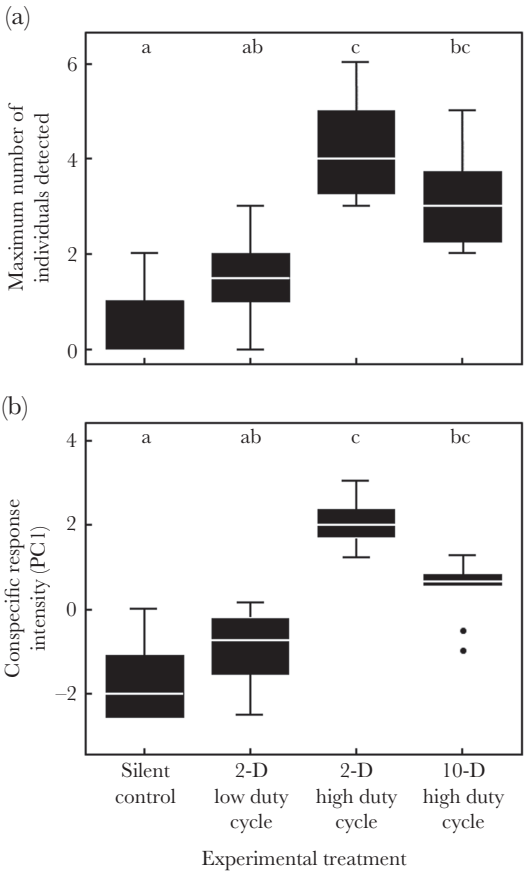 (a)
a ab c bc
Maximum number of
individuals detected
6
4
2
0
(b)
a ab c bc
Conspecific response
intensity (PC1)
4
2
0
−2
Silent
control
2-D
low duty
cycle
2-D
high duty
cycle
10-D
high duty
cycle
Experimental treatment